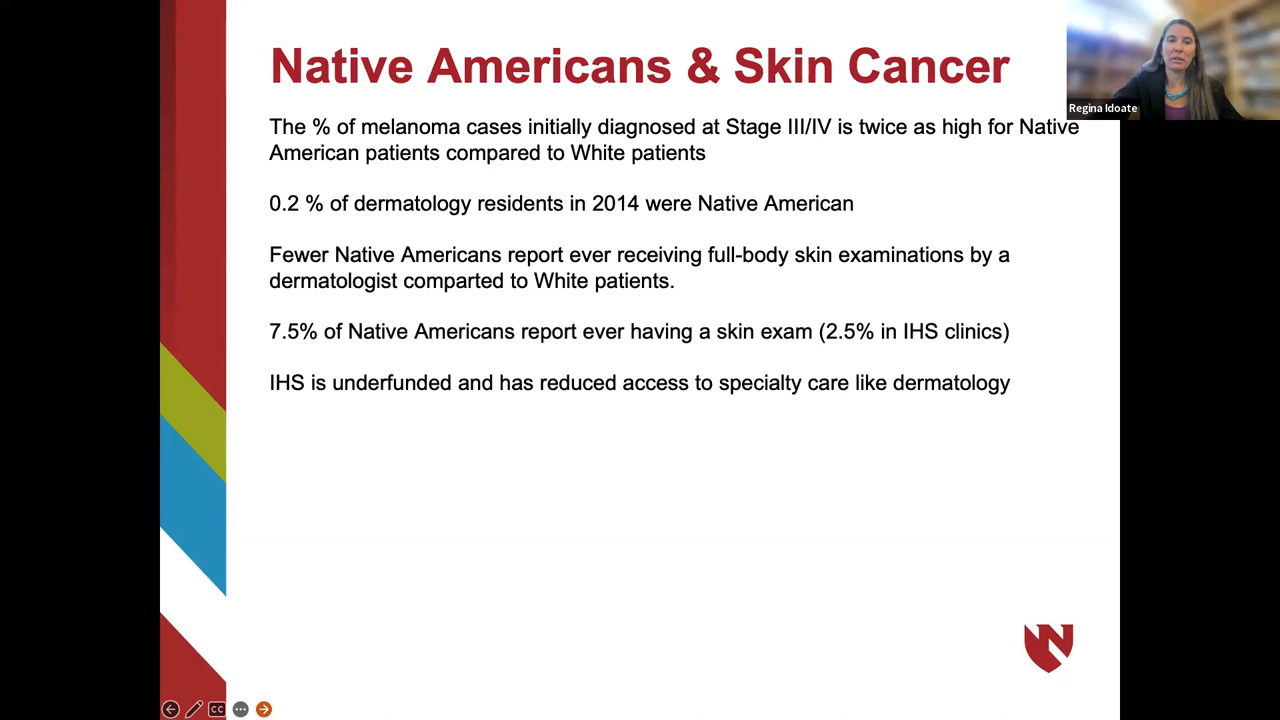 Native Americans & Skin Cancer
Regina Idoate
The % of melanoma cases initially diagnosed at Stage III/IV is twice as high for Native
American patients compared to White patients
0.2 % of dermatology residents in 2014 were Native American
Fewer Native Americans report ever receiving full-body skin examinations by a
dermatologist comparted to White patients.
7.5% of Native Americans report ever having a skin exam (2.5% in IHS clinics)
IHS is underfunded and has reduced access to specialty care like dermatology
N
CC